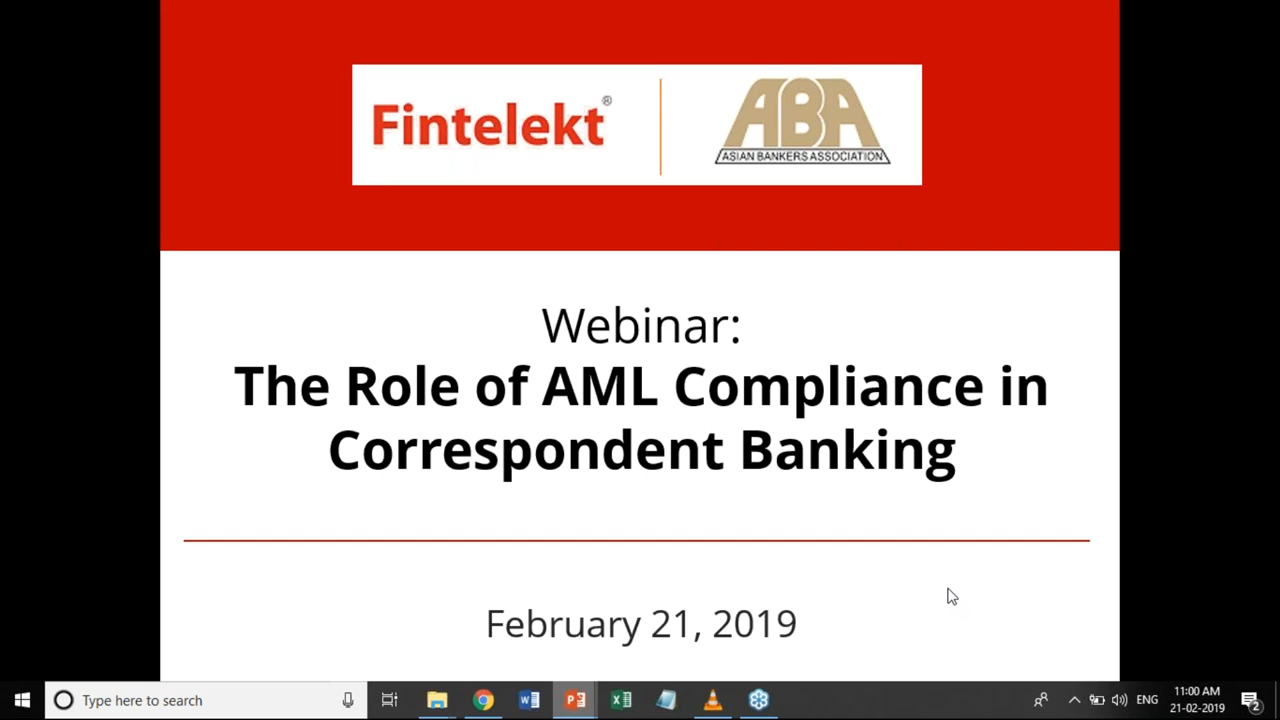 Fintelekt®
ABA
ASIAN BANKERS ASSOCIATION
Webinar:
The Role of AML Compliance in
Correspondent Banking
February 21, 2019
Type here to search
ENG
11:00 AM
21-02-2019
2